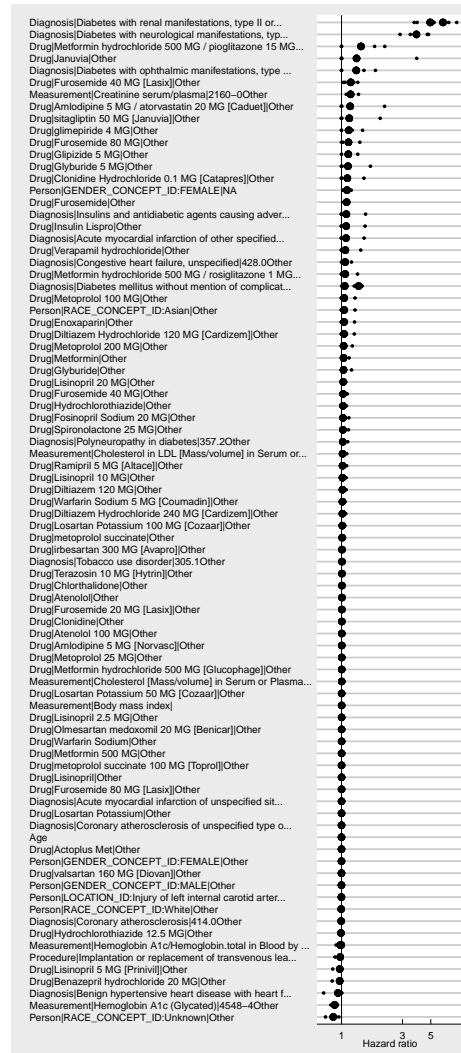 Diagnosis|Diabetes with renal manifestations, type II or...
Diagnosis|Diabetes with neurological manifestations, typ...
Drug|Metformin hydrochloride 500 MG / pioglitazone 15 MG...
Drug|Januvia|Other
Diagnosis|Diabetes with ophthalmic manifestations, type ...
Drug|Furosemide 40 MG [Lasix]|Other
Measurement|Creatinine serum/plasma|2160−0Other
Drug|Amlodipine 5 MG / atorvastatin 20 MG [Caduet]|Other
Drug|sitagliptin 50 MG [Januvia]|Other
Drug|glimepiride 4 MG|Other
Drug|Furosemide 80 MG|Other
Drug|Glipizide 5 MG|Other
Drug|Glyburide 5 MG|Other
Drug|Clonidine Hydrochloride 0.1 MG [Catapres]|Other
Person|GENDER_CONCEPT_ID:FEMALE|NA
Drug|Furosemide|Other
Diagnosis|Insulins and antidiabetic agents causing adver...
Drug|Insulin Lispro|Other
Diagnosis|Acute myocardial infarction of other specified...
Drug|Verapamil hydrochloride|Other
Diagnosis|Congestive heart failure, unspecified|428.0Other
Drug|Metformin hydrochloride 500 MG / rosiglitazone 1 MG...
Diagnosis|Diabetes mellitus without mention of complicat...
Drug|Metoprolol 100 MG|Other
Person|RACE_CONCEPT_ID:Asian|Other
Drug|Enoxaparin|Other
Drug|Diltiazem Hydrochloride 120 MG [Cardizem]|Other
Drug|Metoprolol 200 MG|Other
Drug|Metformin|Other
Drug|Glyburide|Other
Drug|Lisinopril 20 MG|Other
Drug|Furosemide 40 MG|Other
Drug|Hydrochlorothiazide|Other
Drug|Fosinopril Sodium 20 MG|Other
Drug|Spironolactone 25 MG|Other
Diagnosis|Polyneuropathy in diabetes|357.2Other
Measurement|Cholesterol in LDL [Mass/volume] in Serum or...
Drug|Ramipril 5 MG [Altace]|Other
Drug|Lisinopril 10 MG|Other
Drug|Diltiazem 120 MG|Other
Drug|Warfarin Sodium 5 MG [Coumadin]|Other
Drug|Diltiazem Hydrochloride 240 MG [Cardizem]|Other
Drug|Losartan Potassium 100 MG [Cozaar]|Other
Drug|metoprolol succinate|Other
Drug|irbesartan 300 MG [Avapro]|Other
Diagnosis|Tobacco use disorder|305.1Other
Drug|Terazosin 10 MG [Hytrin]|Other
Drug|Chlorthalidone|Other
Drug|Atenolol|Other
Drug|Furosemide 20 MG [Lasix]|Other
Drug|Clonidine|Other
Drug|Atenolol 100 MG|Other
Drug|Amlodipine 5 MG [Norvasc]|Other
Drug|Metoprolol 25 MG|Other
Drug|Metformin hydrochloride 500 MG [Glucophage]|Other
Measurement|Cholesterol [Mass/volume] in Serum or Plasma...
Drug|Losartan Potassium 50 MG [Cozaar]|Other
Measurement|Body mass index|
Drug|Lisinopril 2.5 MG|Other
Drug|Olmesartan medoxomil 20 MG [Benicar]|Other
Drug|Warfarin Sodium|Other
Drug|Metformin 500 MG|Other
Drug|metoprolol succinate 100 MG [Toprol]|Other
Drug|Lisinopril|Other
Drug|Furosemide 80 MG [Lasix]|Other
Diagnosis|Acute myocardial infarction of unspecified sit...
Drug|Losartan Potassium|Other
Diagnosis|Coronary atherosclerosis of unspecified type o...
Age
Drug|Actoplus Met|Other
Person|GENDER_CONCEPT_ID:FEMALE|Other
Drug|valsartan 160 MG [Diovan]|Other
Person|GENDER_CONCEPT_ID:MALE|Other
Person|LOCATION_ID:Injury of left internal carotid arter...
Person|RACE_CONCEPT_ID:White|Other
Diagnosis|Coronary atherosclerosis|414.0Other
Drug|Hydrochlorothiazide 12.5 MG|Other
Measurement|Hemoglobin A1c/Hemoglobin.total in Blood by ...
Procedure|Implantation or replacement of transvenous lea...
Drug|Lisinopril 5 MG [Prinivil]|Other
Drug|Benazepril hydrochloride 20 MG|Other
Diagnosis|Benign hypertensive heart disease with heart f...
Measurement|Hemoglobin A1c (Glycated)|4548−4Other
Person|RACE_CONCEPT_ID:Unknown|Other
1 3 5
Hazard ratio